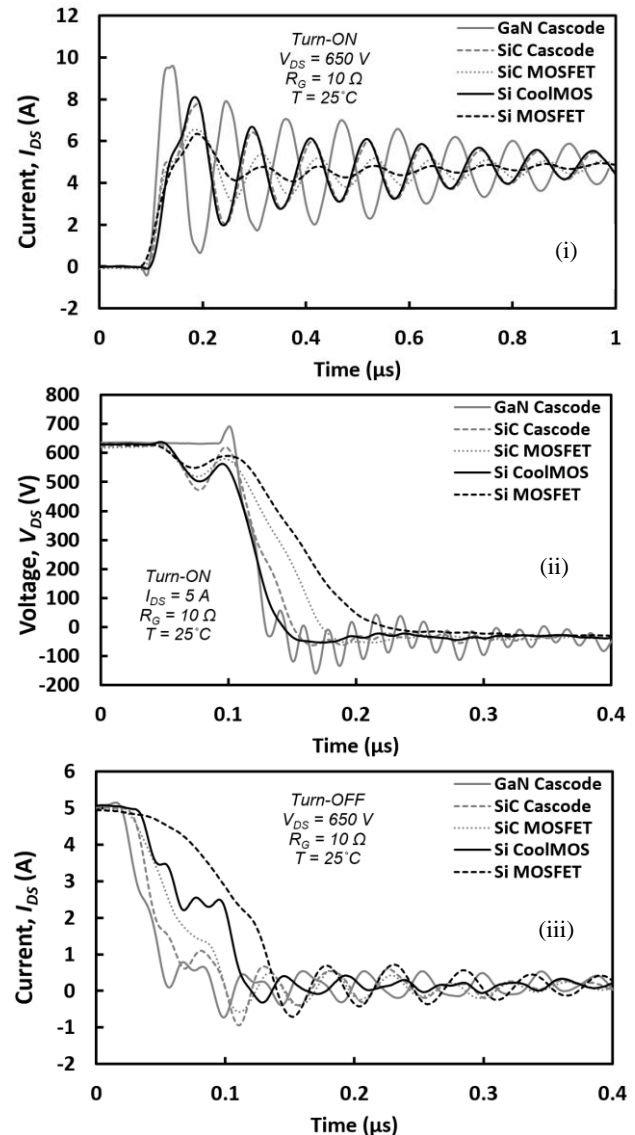 12
10
8
6
4
2
0
-2
Current, IDS (A)
Turn-ON
VDS = 650 V
RG = 10 Ω
T = 25˚C
GaN Cascode
SiC Cascode
SiC MOSFET
Si CoolMOS
Si MOSFET
(i)
0 0.2 0.4 0.6 0.8 1
Time (µs)
800
700
600
500
400
300
200
100
0
-100
-200
Voltage, VDS (V)
GaN Cascode
SiC Cascode
SiC MOSFET
Si CoolMOS
Si MOSFET
Turn-ON
IDS = 5 A
RG = 10 Ω
T = 25˚C
(ii)
0 0.1 0.2 0.3 0.4
Time (µs)
6
5
4
3
2
1
0
-1
-2
Current, IDS (A)
Turn-OFF
VDS = 650 V
RG = 10 Ω
T = 25˚C
GaN Cascode
SiC Cascode
SiC MOSFET
Si CoolMOS
Si MOSFET
(iii)
0 0.1 0.2 0.3 0.4
Time (µs)